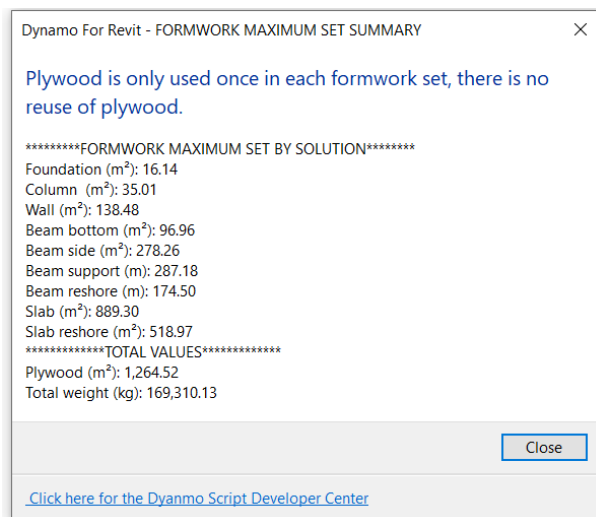 Dynamo For Revit - FORMWORK MAXIMUM SET SUMMARY
Plywood is only used once in each formwork set, there is no
reuse of plywood.
*********FORMWORK MAXIMUM SET BY SOLUTION********
Foundation (m²): 16.14
Column  (m²): 35.01
Wall (m²): 138.48
Beam bottom (m²): 96.96
Beam side (m²): 278.26
Beam support (m): 287.18
Beam reshore (m): 174.50
Slab (m²): 889.30
Slab reshore (m²): 518.97
*************TOTAL VALUES*************
Plywood (m²): 1,264.52
Total weight (kg): 169,310.13
Close
Click here for the Dyanmo Script Developer Center